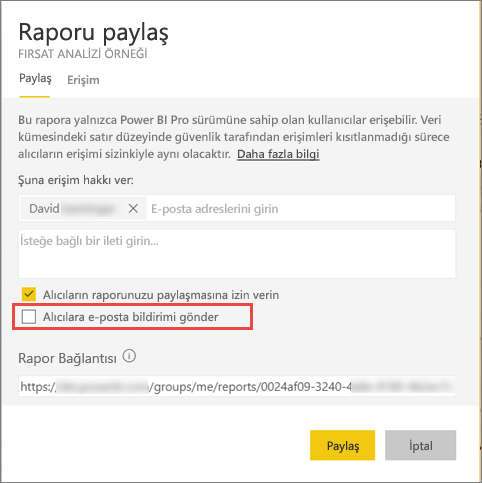 Raporu paylaş
FIRSAT ANALİZİ ÖRNEĞİ
Paylaş Erişim
Bu rapora yalnızca Power BI Pro sürümüne sahip olan kullanıcılar erişebilir. Veri
kümesindeki satır düzeyinde güvenlik tarafından erişimleri kısıtlanmadığı sürece
alıcıların erişimi sizinkiyle aynı olacaktır. Daha fazla bilgi
Şuna erişim hakkı ver:
David × E-posta adreslerini girin
İsteğe bağlı bir ileti girin...
Alıcıların raporunuzu paylaşmasına izin verin
Alıcılara e-posta bildirimi gönder
Rapor Bağlantısı
https:/ /groups/me/reports/0024af09-3240-4
Paylaş İptal